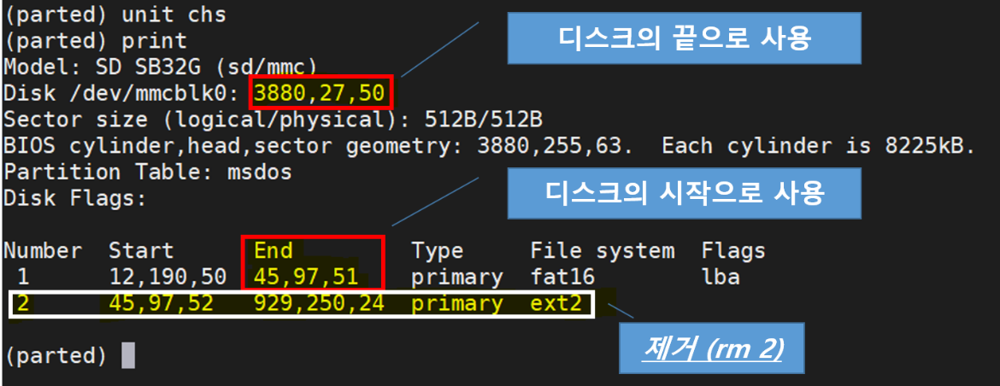 (parted) unit chs
(parted) print
디스크의 끝으로 사용
Model: SD SB32G (sd/mmc)
Disk /dev/mmcblk0: 3880,27,50
Sector size (logical/physical): 512B/512B
BIOS cylinder,head,sector geometry: 3880,255,63.  Each cylinder is 8225kB.
Partition Table: msdos
디스크의 시작으로 사용
Disk Flags:
Number  Start      End         Type     File system  Flags
1      12,190,50  45,97,51    primary  fat16        lba
2      45,97,52   929,250,24  primary  ext2
제거 (rm 2)
(parted)